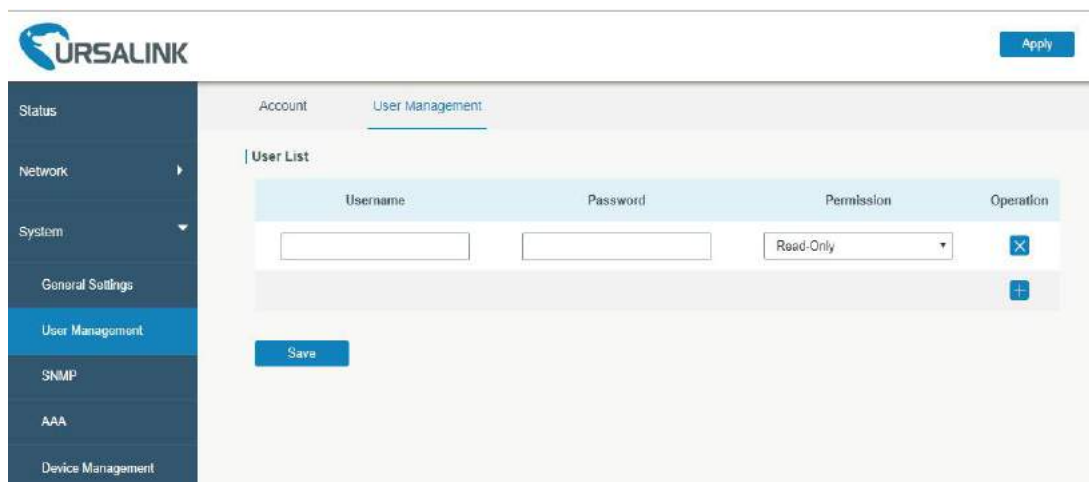 URSALINK
Apply
Status
Account User Management
User List
Network
Username Password Permission Operation
System
Read-Only
General Settings
User Management
Save
SNMP
AAA
Device Management